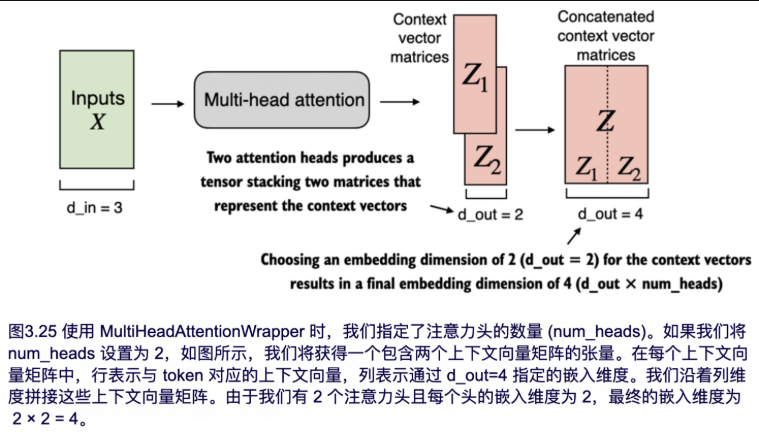 Context
vector
matrices
Concatenated
context vector
matrices
Inputs
X
Multi-head attention
Z1
Z2
Z
Z1 Z2
Two attention heads produces a
tensor stacking two matrices that
represent the context vectors
d_in = 3
d_out = 2
d_out = 4
Choosing an embedding dimension of 2 (d_out = 2) for the context vectors
results in a final embedding dimension of 4 (d_out × num_heads)
图3.25 使用 MultiHeadAttentionWrapper 时，我们指定了注意力头的数量 (num_heads)。如果我们将
num_heads 设置为 2，如图所示，我们将获得一个包含两个上下文向量矩阵的张量。在每个上下文向
量矩阵中，行表示与 token 对应的上下文向量，列表示通过 d_out=4 指定的嵌入维度。我们沿着列维
度拼接这些上下文向量矩阵。由于我们有 2 个注意力头且每个头的嵌入维度为 2，最终的嵌入维度为
2 × 2 = 4。